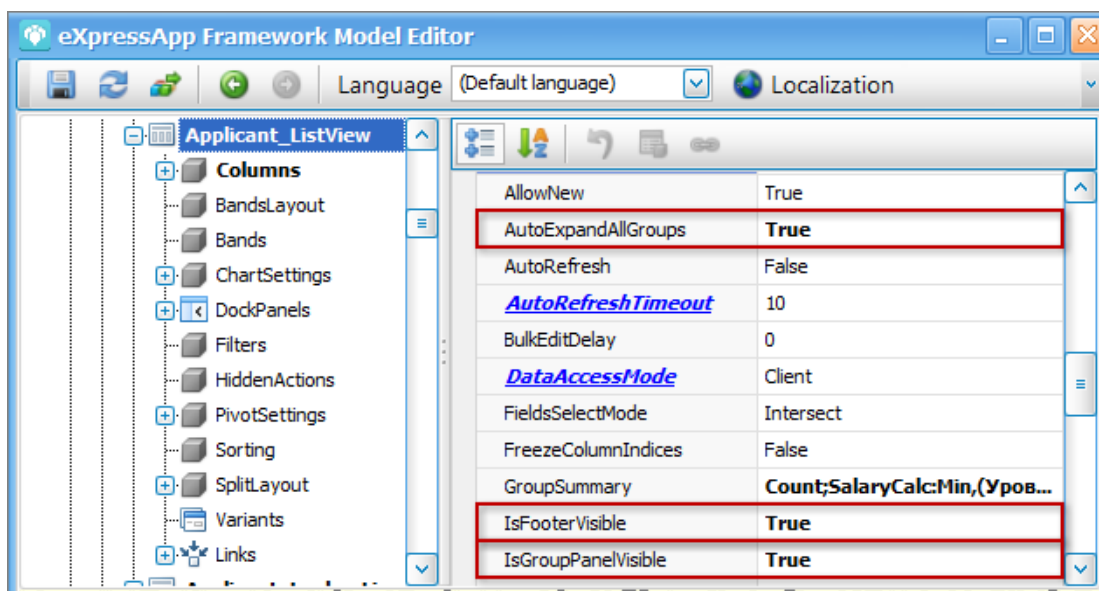 eXpressApp Framework Model Editor
Language (Default language) Localization
Applicant_ListView
Columns
BandsLayout
Bands
ChartSettings
DockPanels
Filters
HiddenActions
PivotSettings
Sorting
SplitLayout
Variants
Links
AllowNew True
AutoExpandAllGroups True
AutoRefresh False
AutoRefreshTimeout 10
BulkEditDelay 0
DataAccessMode Client
FieldsSelectMode Intersect
FreezeColumnIndices False
GroupSummary Count;SalaryCalc:Min,(Уров...
IsFooterVisible True
IsGroupPanelVisible True